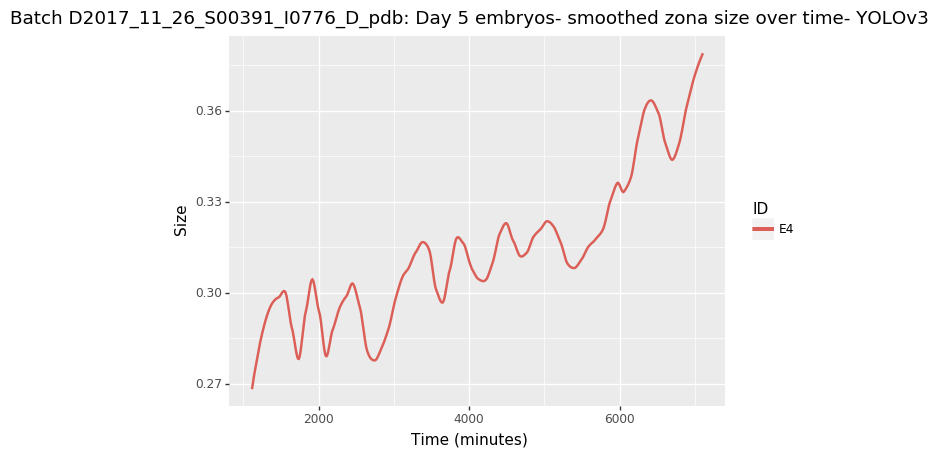 Batch D2017_11_26_S00391_I0776_D_pdb: Day 5 embryos- smoothed zona size over time- YOLOv3
0.36
0.33
0.30
0.27
Size
2000
4000
6000
Time (minutes)
ID
E4